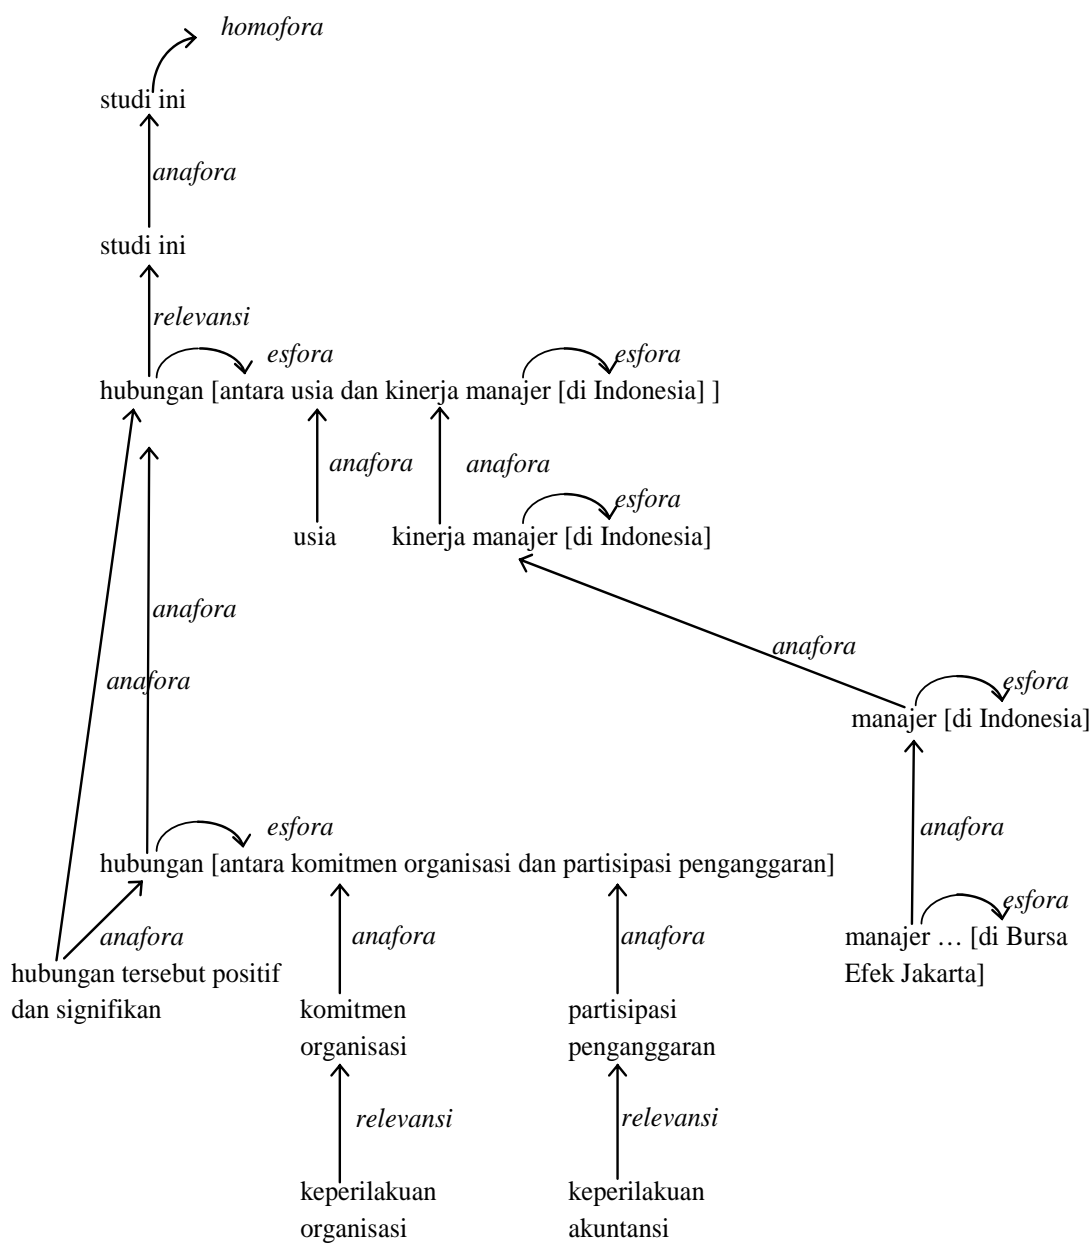 homofora
studi ini
anafora
studi ini
relevansi
esfora
esfora
hubungan [antara usia dan kinerja manajer [di Indonesia] ]
anafora
anafora
esfora
usia
kinerja manajer [di Indonesia]
anafora
anafora
anafora
esfora
manajer [di Indonesia]
esfora
anafora
hubungan [antara komitmen organisasi dan partisipasi penganggaran]
esfora
anafora
anafora
anafora
manajer … [di Bursa
Efek Jakarta]
hubungan tersebut positif
dan signifikan
komitmen
organisasi
partisipasi
penganggaran
relevansi
relevansi
keperilakuan
organisasi
keperilakuan
akuntansi